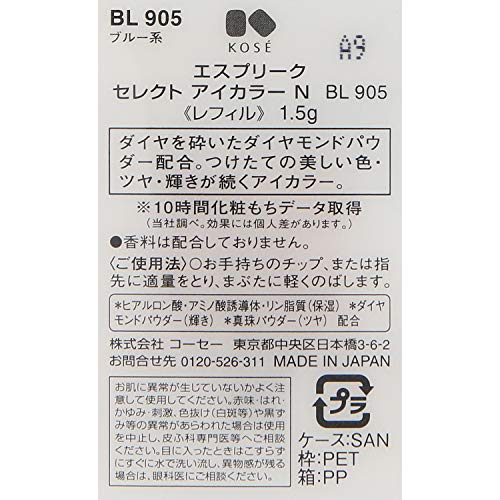 BL 905
ブルー系
KOSÉ
A9
エスプリーク
セレクト アイカラー N BL 905
《レフィル》 1.5g
ダイヤを砕いたダイヤモンドパウ
ダー配合。つけたての美しい色・
ツヤ・輝きが続くアイカラー。
※10時間化粧もちデータ取得
(当社調べ。効果には個人差があります。)
●香料は配合しておりません。
〈ご使用法〉○お手持ちのチップ、または指
先に適量をとり、まぶたに軽くのばします。
*ヒアルロン酸・アミノ酸誘導体・リン脂質(保湿) *ダイヤ
モンドパウダー(輝き) *真珠パウダー(ツヤ) 配合
株式会社 コーセー 東京都中央区日本橋3-6-2
お問合せ先 0120-526-311 MADE IN JAPAN
お肌に異常が生じていないかよく注
意して使用してください。赤味・はれ・
かゆみ・刺激、色抜け(白斑等)や黒ず
み等の異常があらわれた場合は使用
を中止し、皮ふ科専門医等へご相談く
ださい。目に入ったときはこすらず
にすぐに水で洗い流し、異物感が残る
場合は、眼科医にご相談ください。
プラ
ケース:SAN
枠:PET
箱:PP